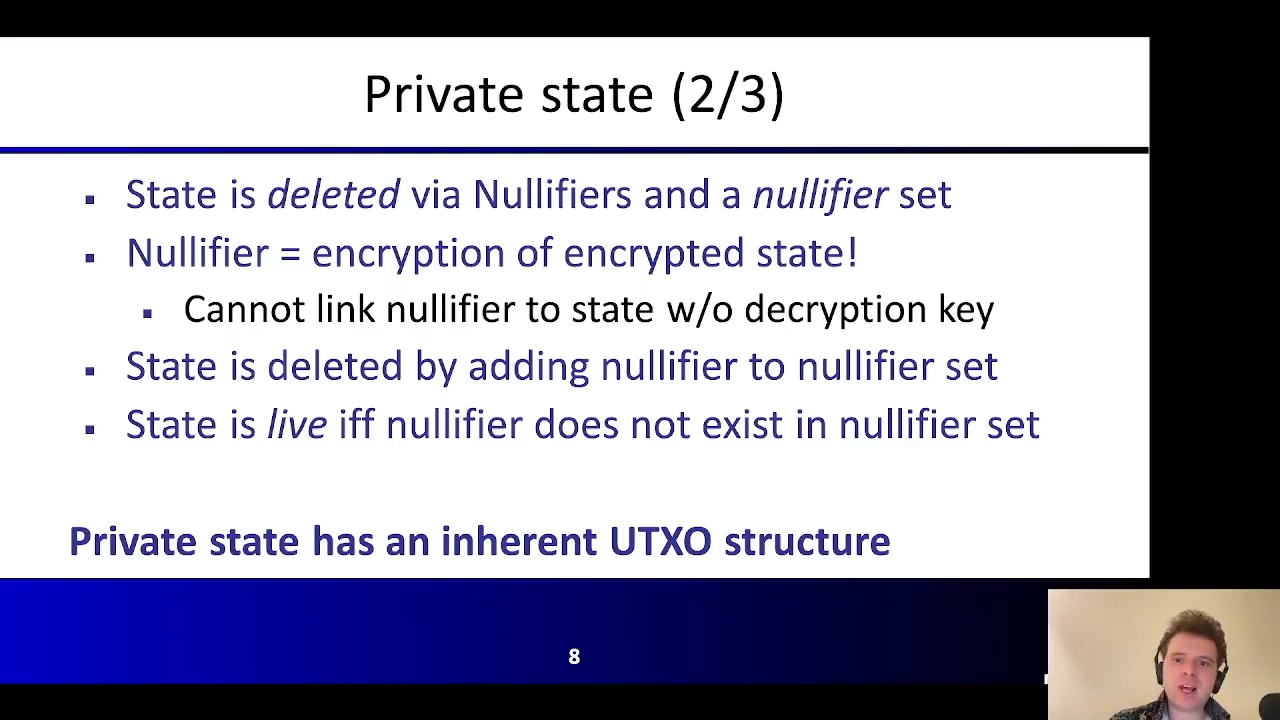 Private state (2/3)
▪ State is deleted via Nullifiers and a nullifier set
▪ Nullifier = encryption of encrypted state!
▪ Cannot link nullifier to state w/o decryption key
▪ State is deleted by adding nullifier to nullifier set
▪ State is live iff nullifier does not exist in nullifier set
Private state has an inherent UTXO structure
8